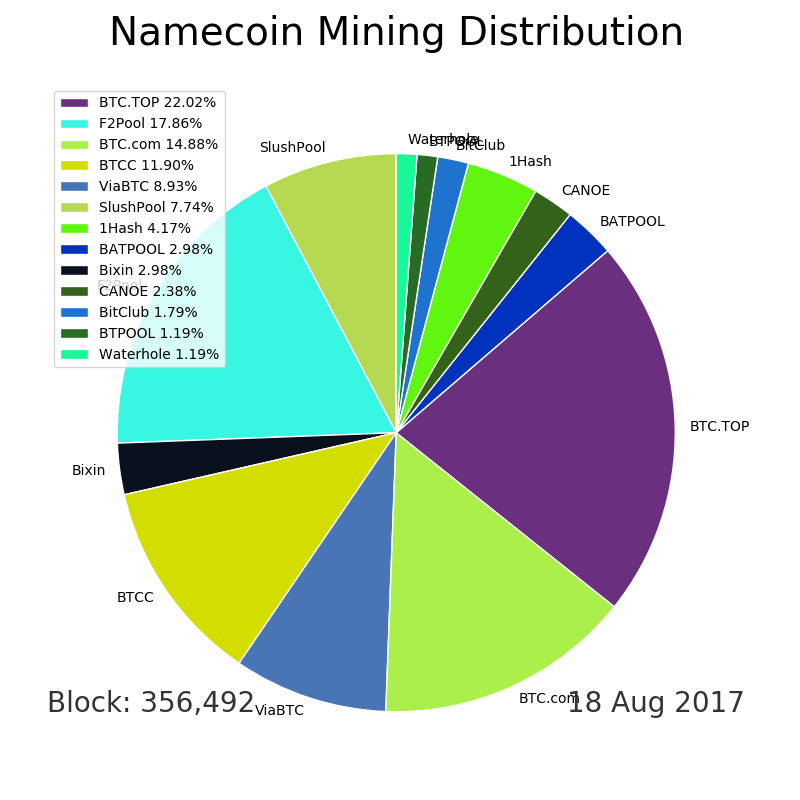 Namecoin Mining Distribution
BTC.TOP 22.02%
F2Pool 17.86%
BTC.com 14.88%
BTCC 11.90%
ViaBTC 8.93%
SlushPool 7.74%
1Hash 4.17%
BATPOOL 2.98%
Bixin 2.98%
CANOE 2.38%
BitClub 1.79%
BTPOOL 1.19%
Waterhole 1.19%
SlushPool
Waterhole
BTPOOL
BitClub
1Hash
CANOE
BATPOOL
F2Pool
BTC.TOP
Bixin
BTCC
ViaBTC
BTC.com
Block: 356,492
18 Aug 2017